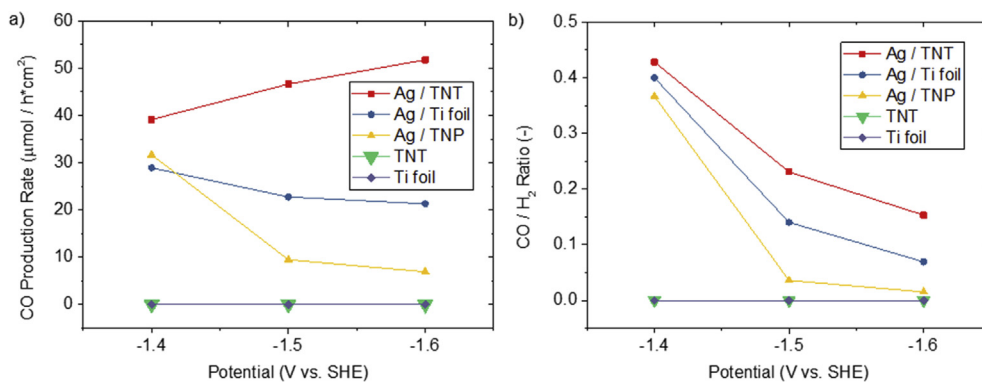 a)
CO Production Rate (μmol / h*cm²)
60
50
40
30
20
10
0
Ag / TNT
Ag / Ti foil
Ag / TNP
TNT
Ti foil
-1.4
-1.5
-1.6
Potential (V vs. SHE)
b)
CO / H₂ Ratio (-)
0.4
0.3
0.2
0.1
0.0
Ag / TNT
Ag / Ti foil
Ag / TNP
TNT
Ti foil
-1.4
-1.5
-1.6
Potential (V vs. SHE)